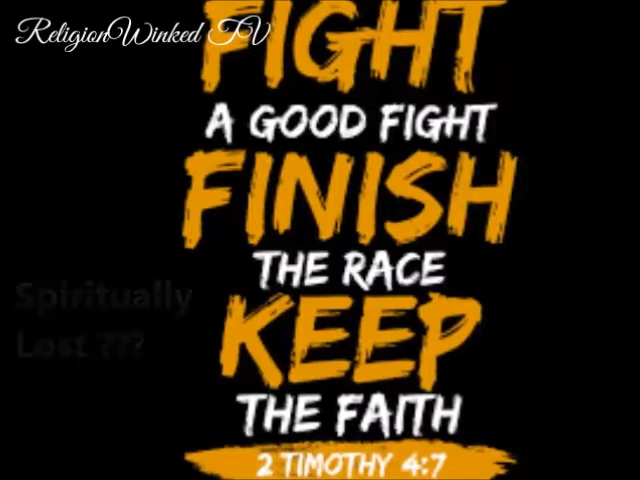 ReligionWinked TV
FIGHT
A GOOD FIGHT
FINISH
THE RACE
KEEP
THE FAITH
2 TIMOTHY 4:7
Spiritually
Lost ???